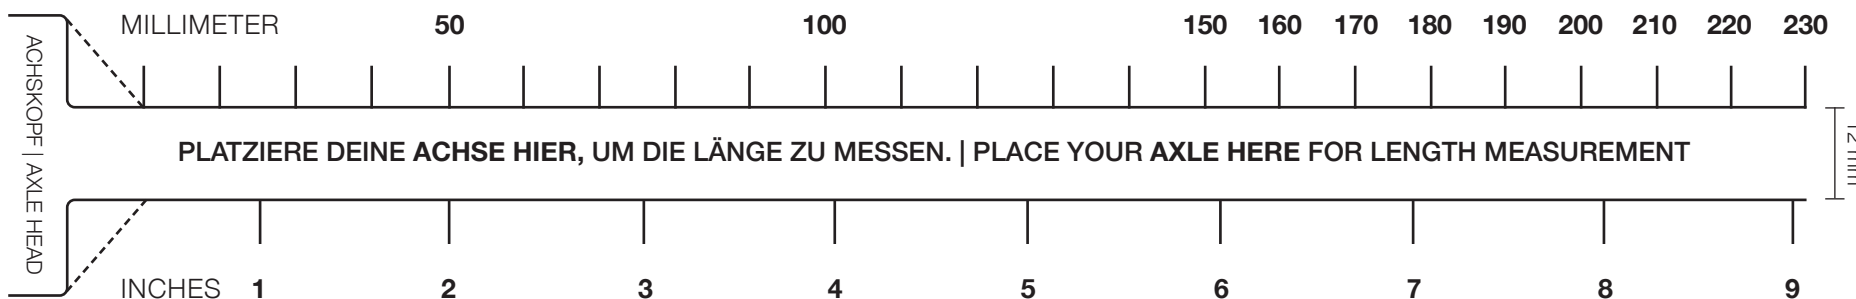 MILLIMETER 50 100 150 160 170 180 190 200 210 220 230
ACHSKOPF | AXLE HEAD
PLATZIERE DEINE ACHSE HIER, UM DIE LÄNGE ZU MESSEN. | PLACE YOUR AXLE HERE FOR LENGTH MEASUREMENT
12 mm
INCHES 1 2 3 4 5 6 7 8 9